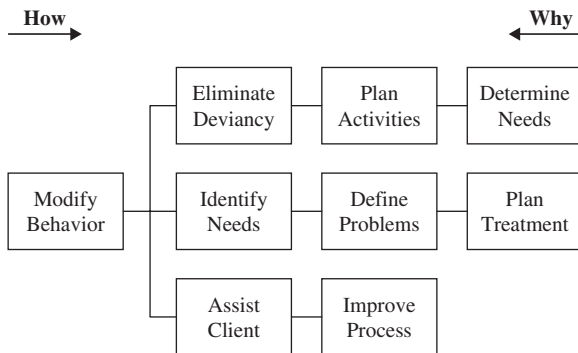 How
Why
Eliminate
Deviancy
Plan
Activities
Determine
Needs
Modify
Behavior
Identify
Needs
Define
Problems
Plan
Treatment
Assist
Client
Improve
Process